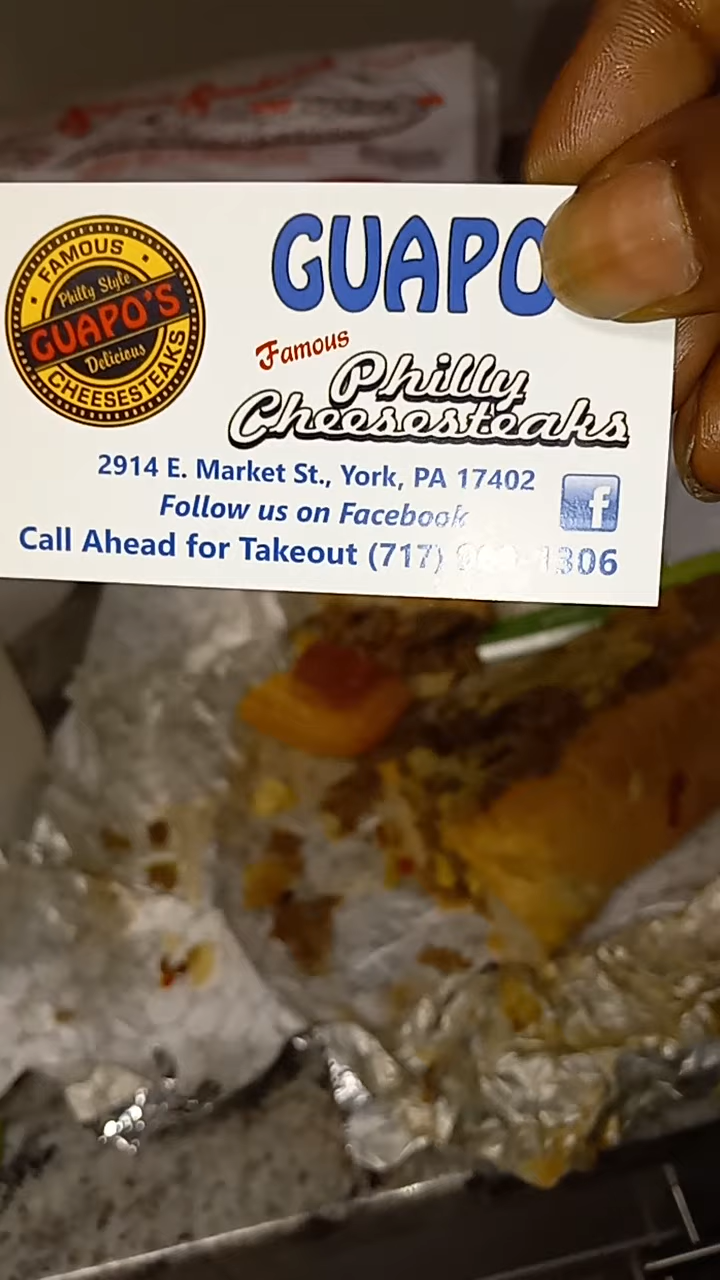 FAMOUS
Philly Style
GUAPO'S
Delicious
CHEESESTEAKS
GUAPO
Famous
Philly
Cheesesteaks
2914 E. Market St., York, PA 17402
Follow us on Facebook
f
Call Ahead for Takeout (717) 1306